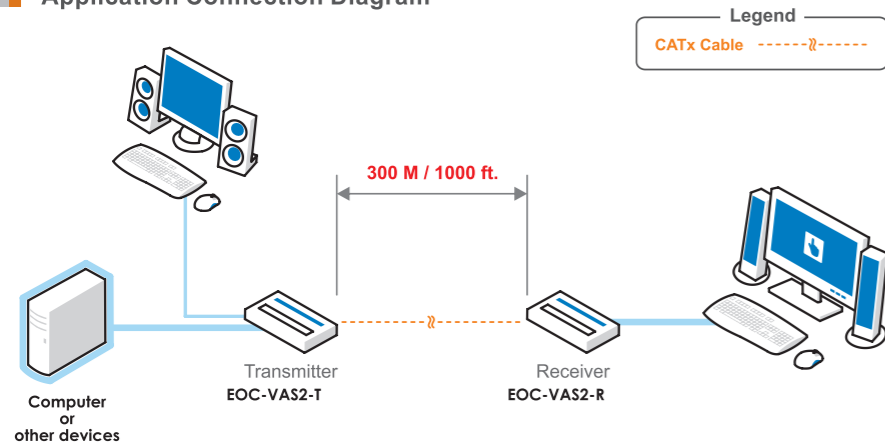 Application Connection Diagram
Legend
CATx Cable
300 M / 1000 ft.
Transmitter
EOC-VAS2-T
Receiver
EOC-VAS2-R
Computer
or
other devices